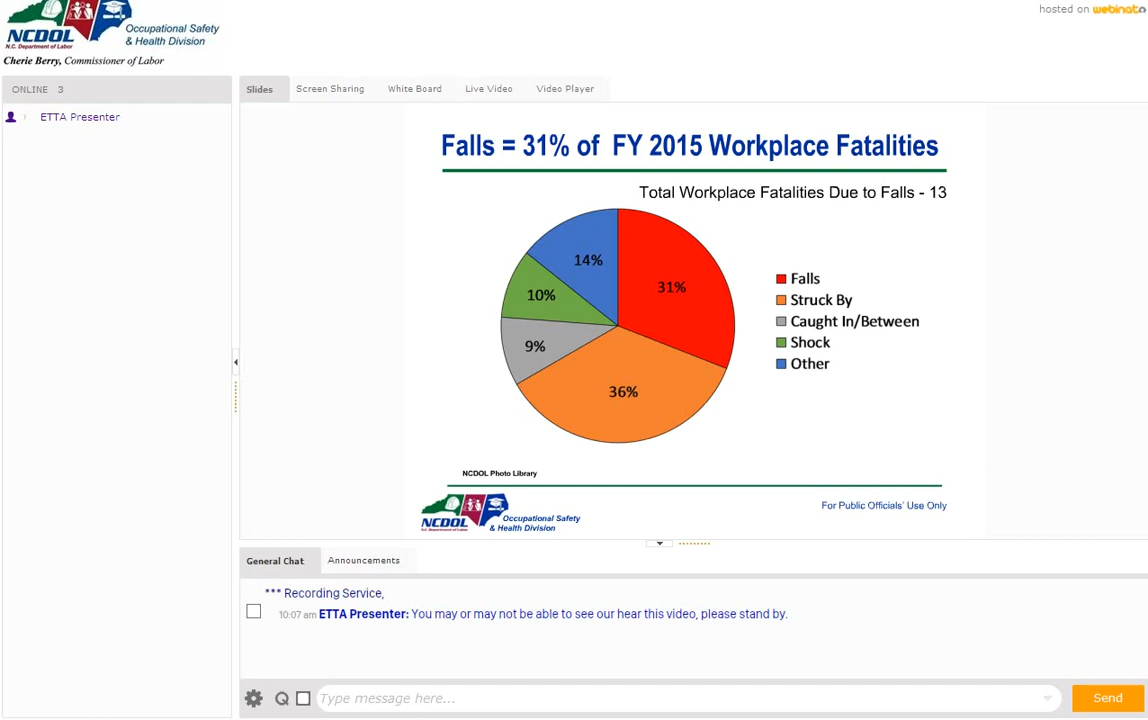 hosted on webinato
NCDOL
N.C. Department of Labor
Occupational Safety
& Health Division
Cherie Berry, Commissioner of Labor
ONLINE 3
Slides Screen Sharing White Board Live Video Video Player
ETTA Presenter
Falls = 31% of FY 2015 Workplace Fatalities
Total Workplace Fatalities Due to Falls - 13
14%
31%
10%
9%
36%
Falls
Struck By
Caught In/Between
Shock
Other
NCDOL Photo Library
NCDOL
N.C. Department of Labor
Occupational Safety
& Health Division
For Public Officials' Use Only
General Chat Announcements
*** Recording Service,
10:07 am ETTA Presenter: You may or may not be able to see our hear this video, please stand by.
Q Type message here... Send